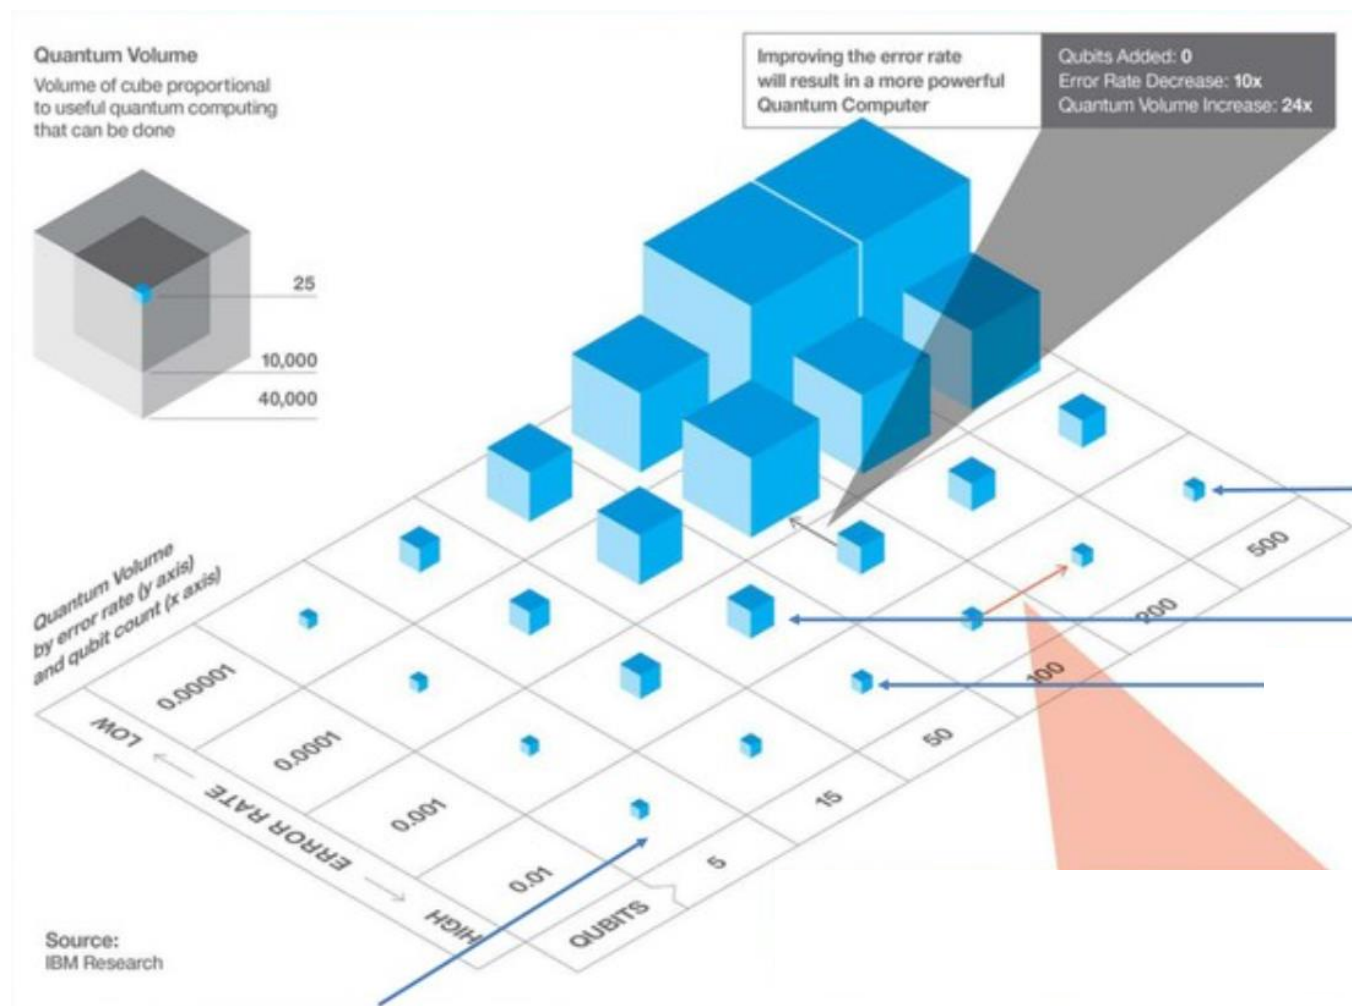 Quantum Volume
Volume of cube proportional
to useful quantum computing
that can be done
25
10,000
40,000
Improving the error rate
will result in a more powerful
Quantum Computer
Qubits Added: 0
Error Rate Decrease: 10x
Quantum Volume Increase: 24x
Quantum Volume
by error rate (y axis)
and qubit count (x axis)
0.00001
0.0001
0.001
0.01
LOW
ERROR RATE
HIGH
QUBITS
5
15
50
100
200
500
Source:
IBM Research